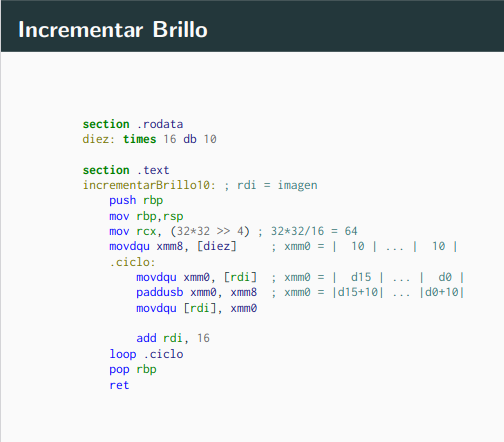 Incrementar Brillo
section .rodata
diez: times 16 db 10
section .text
incrementarBrillo10: ; rdi = imagen
push rbp
mov rbp,rsp
mov rcx, (32*32 >> 4) ; 32*32/16 = 64
movdqu xmm8, [diez] ; xmm0 = | 10 | ... | 10 |
.ciclo:
movdqu xmm0, [rdi] ; xmm0 = | d15 | ... | d0 |
paddusb xmm0, xmm8 ; xmm0 = |d15+10| ... |d0+10|
movdqu [rdi], xmm0
add rdi, 16
loop .ciclo
pop rbp
ret